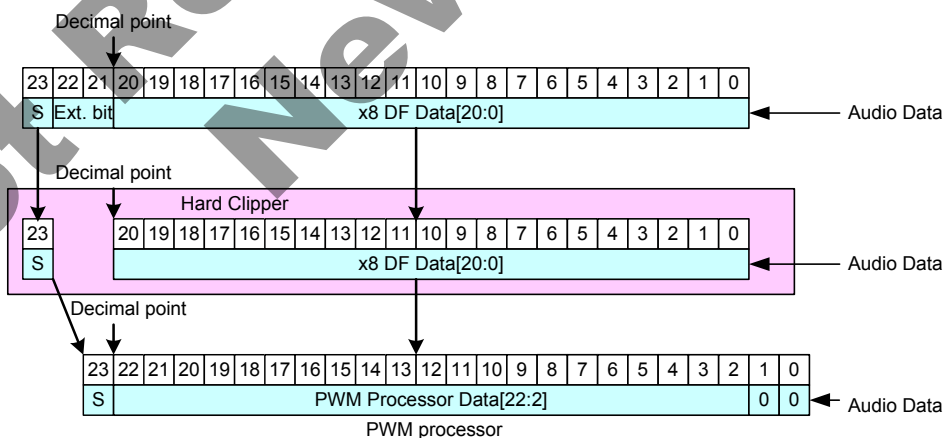 Decimal point
23 22 21 20 19 18 17 16 15 14 13 12 11 10 9 8 7 6 5 4 3 2 1 0
S Ext. bit x8 DF Data[20:0] Audio Data
Decimal point
Hard Clipper
23 20 19 18 17 16 15 14 13 12 11 10 9 8 7 6 5 4 3 2 1 0
S x8 DF Data[20:0] Audio Data
Decimal point
23 22 21 20 19 18 17 16 15 14 13 12 11 10 9 8 7 6 5 4 3 2 1 0
S PWM Processor Data[22:2] 0 0 Audio Data
PWM processor